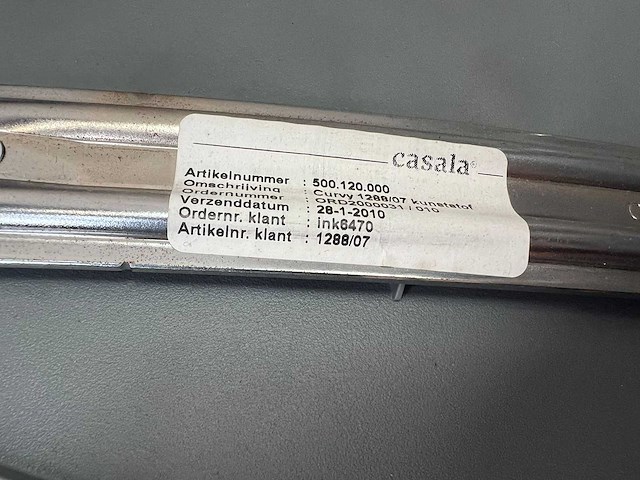 casala®
Artikelnummer : 500.120.000
Omschrijving : Curvy 1288/07 kunststof
Ordernummer : ORD2000031 / 010
Verzenddatum : 28-1-2010
Ordernr. klant : ink6470
Artikelnr. klant : 1288/07